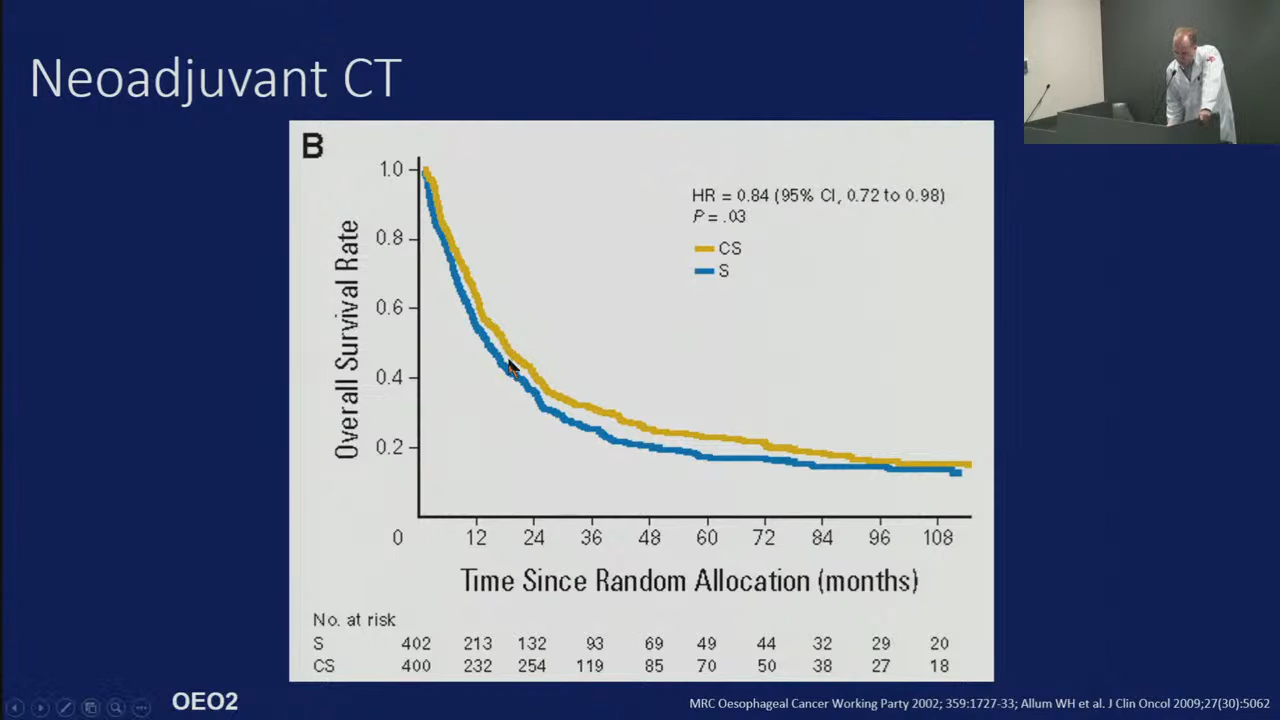 Neoadjuvant CT
B
HR = 0.84 (95% CI, 0.72 to 0.98)
P = .03
CS
S
Overall Survival Rate
1.0
0.8
0.6
0.4
0.2
0 12 24 36 48 60 72 84 96 108
Time Since Random Allocation (months)
No. at risk
S 402 213 132 93 69 49 44 32 29 20
CS 400 232 254 119 85 70 50 38 27 18
OEO2
MRC Oesophageal Cancer Working Party 2002; 359:1727-33; Allum WH et al. J Clin Oncol 2009;27(30):5062